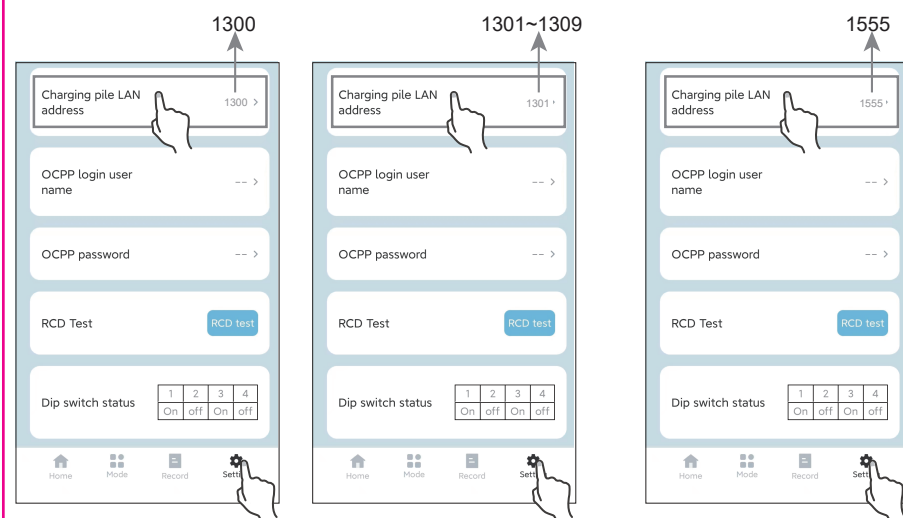 1300
Charging pile LAN
address
1300 >
OCPP login user
name
-- >
OCPP password
-- >
RCD Test
RCD test
Dip switch status
1 2 3 4
On off On off
Home Mode Record Setti
1301~1309
Charging pile LAN
address
1301 ›
OCPP login user
name
-- >
OCPP password
-- >
RCD Test
RCD test
Dip switch status
1 2 3 4
On off On off
Home Mode Record Setti
1555
Charging pile LAN
address
1555 ›
OCPP login user
name
-- >
OCPP password
-- >
RCD Test
RCD test
Dip switch status
1 2 3 4
On off On off
Home Mode Record Setti